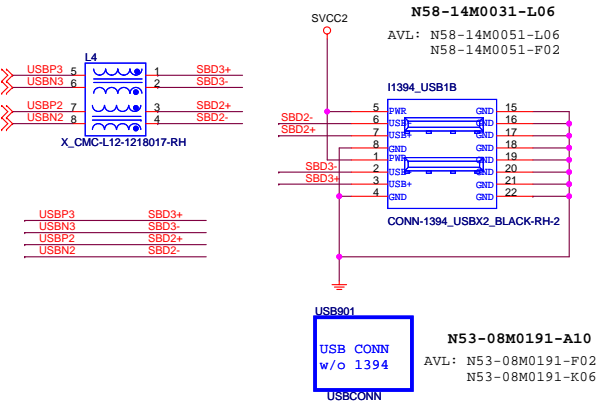 N58-14M0031-L06
SVCC2
AVL: N58-14M0051-L06
N58-14M0051-F02
L4
USBP3 5 1 SBD3+
USBN3 6 2 SBD3-
USBP2 7 3 SBD2+
USBN2 8 4 SBD2-
X_CMC-L12-1218017-RH
I1394_USB1B
5 PWR GND 15
SBD2- 6 USB- GND 16
SBD2+ 7 USB+ GND 17
8 GND GND 18
1 PWR GND 19
SBD3- 2 USB- GND 20
SBD3+ 3 USB+ GND 21
4 GND GND 22
CONN-1394_USBX2_BLACK-RH-2
USBP3 SBD3+
USBN3 SBD3-
USBP2 SBD2+
USBN2 SBD2-
USB901
USB CONN
w/o 1394
USBCONN
N53-08M0191-A10
AVL: N53-08M0191-F02
N53-08M0191-K06